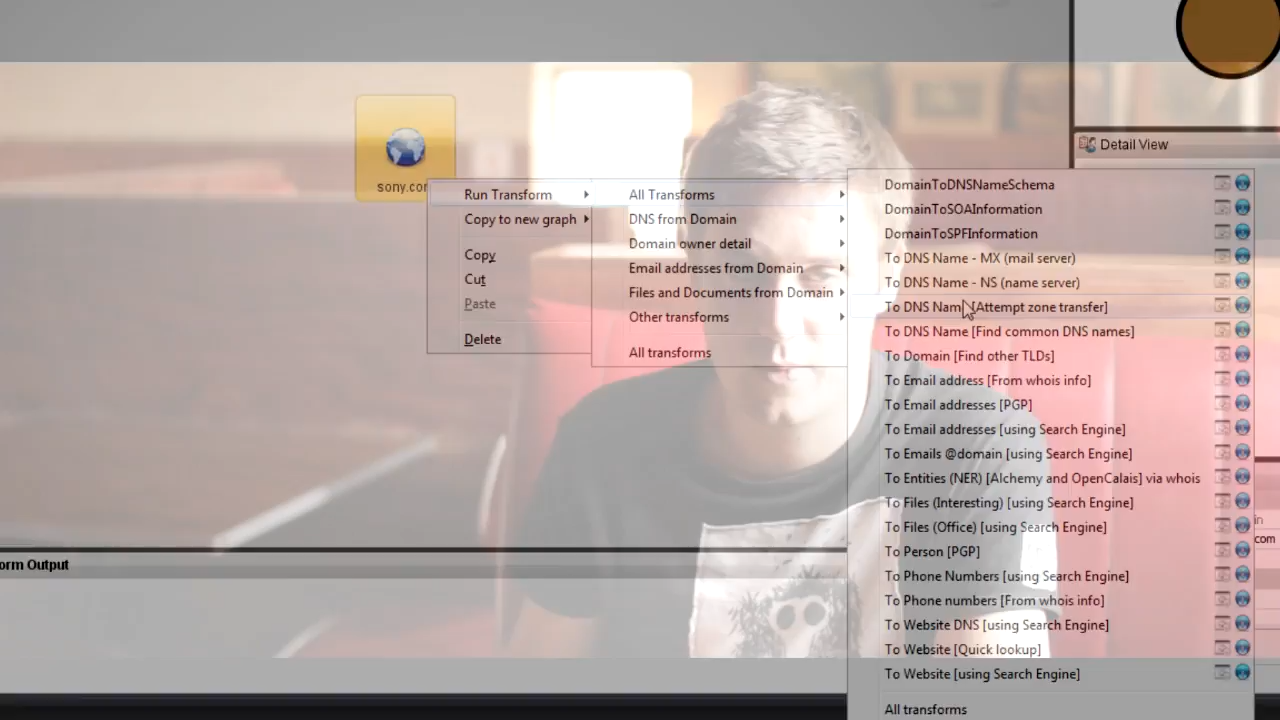 Detail View
sony.com
Run Transform
Copy to new graph
Copy
Cut
Paste
Delete
All Transforms
DNS from Domain
Domain owner detail
Email addresses from Domain
Files and Documents from Domain
Other transforms
All transforms
DomainToDNSNameSchema
DomainToSOAInformation
DomainToSPFInformation
To DNS Name - MX (mail server)
To DNS Name - NS (name server)
To DNS Name [Attempt zone transfer]
To DNS Name [Find common DNS names]
To Domain [Find other TLDs]
To Email address [From whois info]
To Email addresses [PGP]
To Email addresses [using Search Engine]
To Emails @domain [using Search Engine]
To Entities (NER) [Alchemy and OpenCalais] via whois
To Files (Interesting) [using Search Engine]
To Files (Office) [using Search Engine]
To Person [PGP]
To Phone Numbers [using Search Engine]
To Phone numbers [From whois info]
To Website DNS [using Search Engine]
To Website [Quick lookup]
To Website [using Search Engine]
All transforms
in
com
orm Output